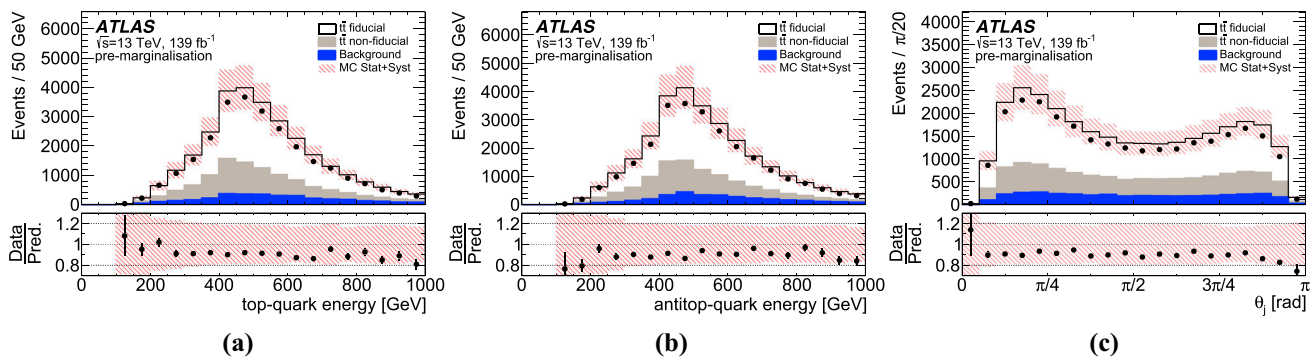 ATLAS
√s=13 TeV, 139 fb⁻¹
pre-marginalisation
tt̄ fiducial
tt̄ non-fiducial
Background
MC Stat+Syst
Events / 50 GeV
6000
5000
4000
3000
2000
1000
0
Data
Pred.
1.2
1
0.8
0 200 400 600 800 1000
top-quark energy [GeV]
(a)
ATLAS
√s=13 TeV, 139 fb⁻¹
pre-marginalisation
tt̄ fiducial
tt̄ non-fiducial
Background
MC Stat+Syst
Events / 50 GeV
6000
5000
4000
3000
2000
1000
0
Data
Pred.
1.2
1
0.8
0 200 400 600 800 1000
antitop-quark energy [GeV]
(b)
ATLAS
√s=13 TeV, 139 fb⁻¹
pre-marginalisation
tt̄ fiducial
tt̄ non-fiducial
Background
MC Stat+Syst
Events / π/20
4000
3500
3000
2500
2000
1500
1000
500
0
Data
Pred.
1.2
1
0.8
0 π/4 π/2 3π/4 π
θj [rad]
(c)